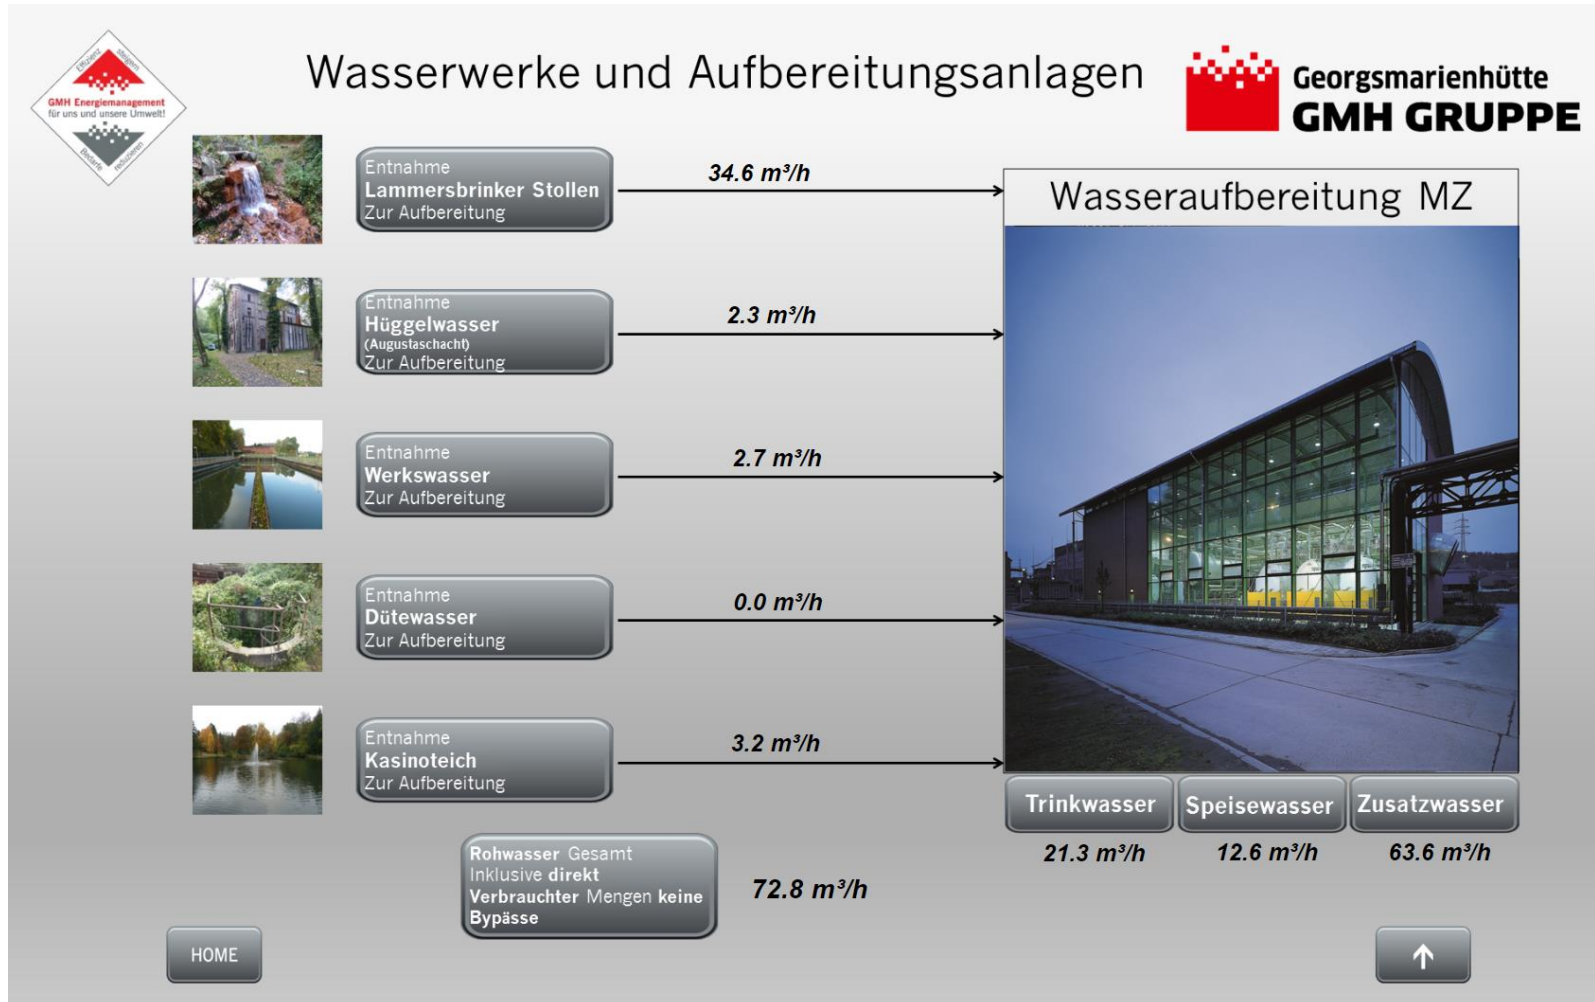 Effizienz steigern
GMH Energiemanagement
für uns und unsere Umwelt!
Bedarfe reduzieren
Wasserwerke und Aufbereitungsanlagen
Georgsmarienhütte
GMH GRUPPE
Entnahme
Lammersbrinker Stollen
Zur Aufbereitung
34.6 m³/h
Wasseraufbereitung MZ
Entnahme
Hüggelwasser
(Augustaschacht)
Zur Aufbereitung
2.3 m³/h
Entnahme
Werkswasser
Zur Aufbereitung
2.7 m³/h
Entnahme
Dütewasser
Zur Aufbereitung
0.0 m³/h
Entnahme
Kasinoteich
Zur Aufbereitung
3.2 m³/h
Trinkwasser
Speisewasser
Zusatzwasser
21.3 m³/h
12.6 m³/h
63.6 m³/h
Rohwasser Gesamt
Inklusive direkt
Verbrauchter Mengen keine
Bypässe
72.8 m³/h
HOME